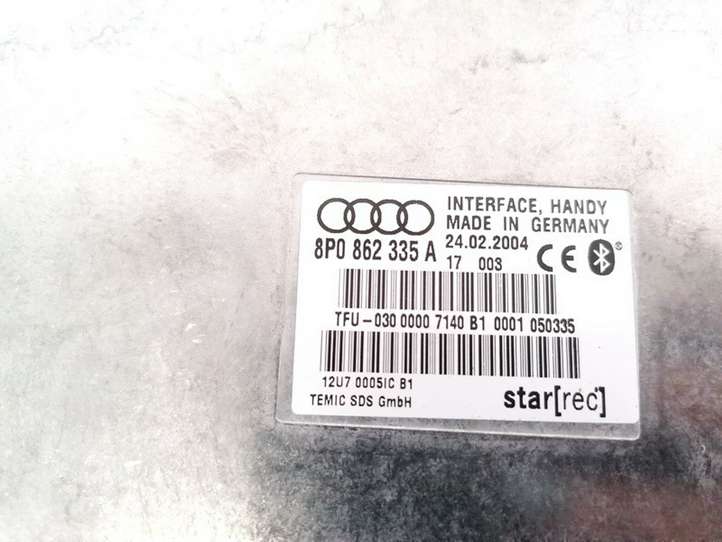 INTERFACE, HANDY
MADE IN GERMANY
8P0 862 335 A
24.02.2004
17 003
CE
®
TFU-030 0000 7140 B1 0001 050335
12U7 0005IC B1
TEMIC SDS GmbH
star[rec]